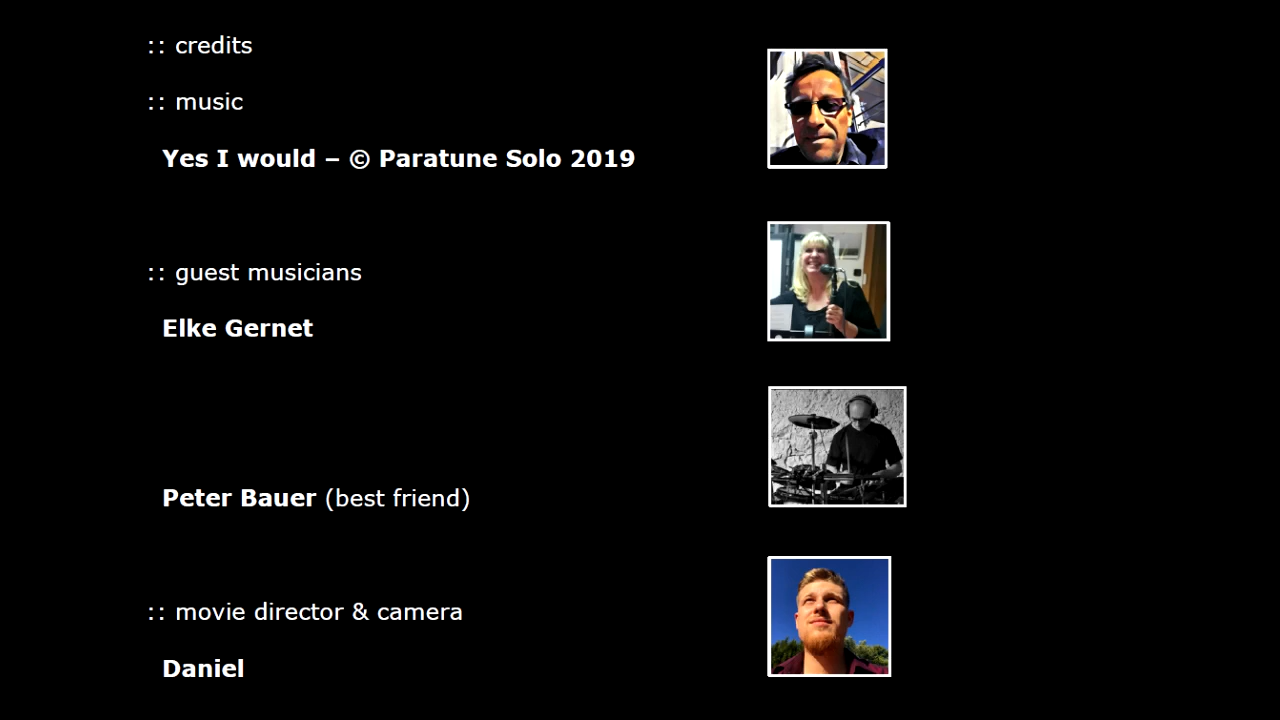 :: credits
:: music
Yes I would – © Paratune Solo 2019
:: guest musicians
Elke Gernet
Peter Bauer (best friend)
:: movie director & camera
Daniel